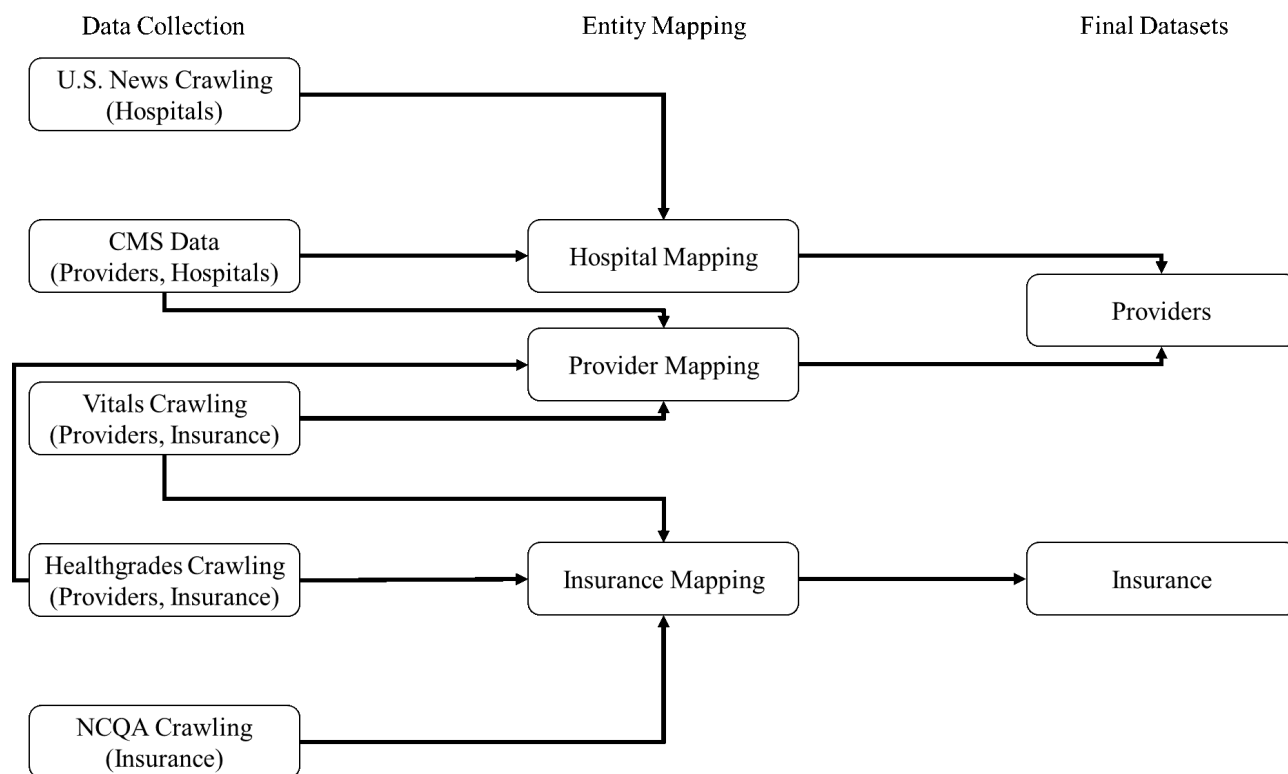 Data Collection
Entity Mapping
Final Datasets
U.S. News Crawling
(Hospitals)
CMS Data
(Providers, Hospitals)
Hospital Mapping
Providers
Provider Mapping
Vitals Crawling
(Providers, Insurance)
Healthgrades Crawling
(Providers, Insurance)
Insurance Mapping
Insurance
NCQA Crawling
(Insurance)